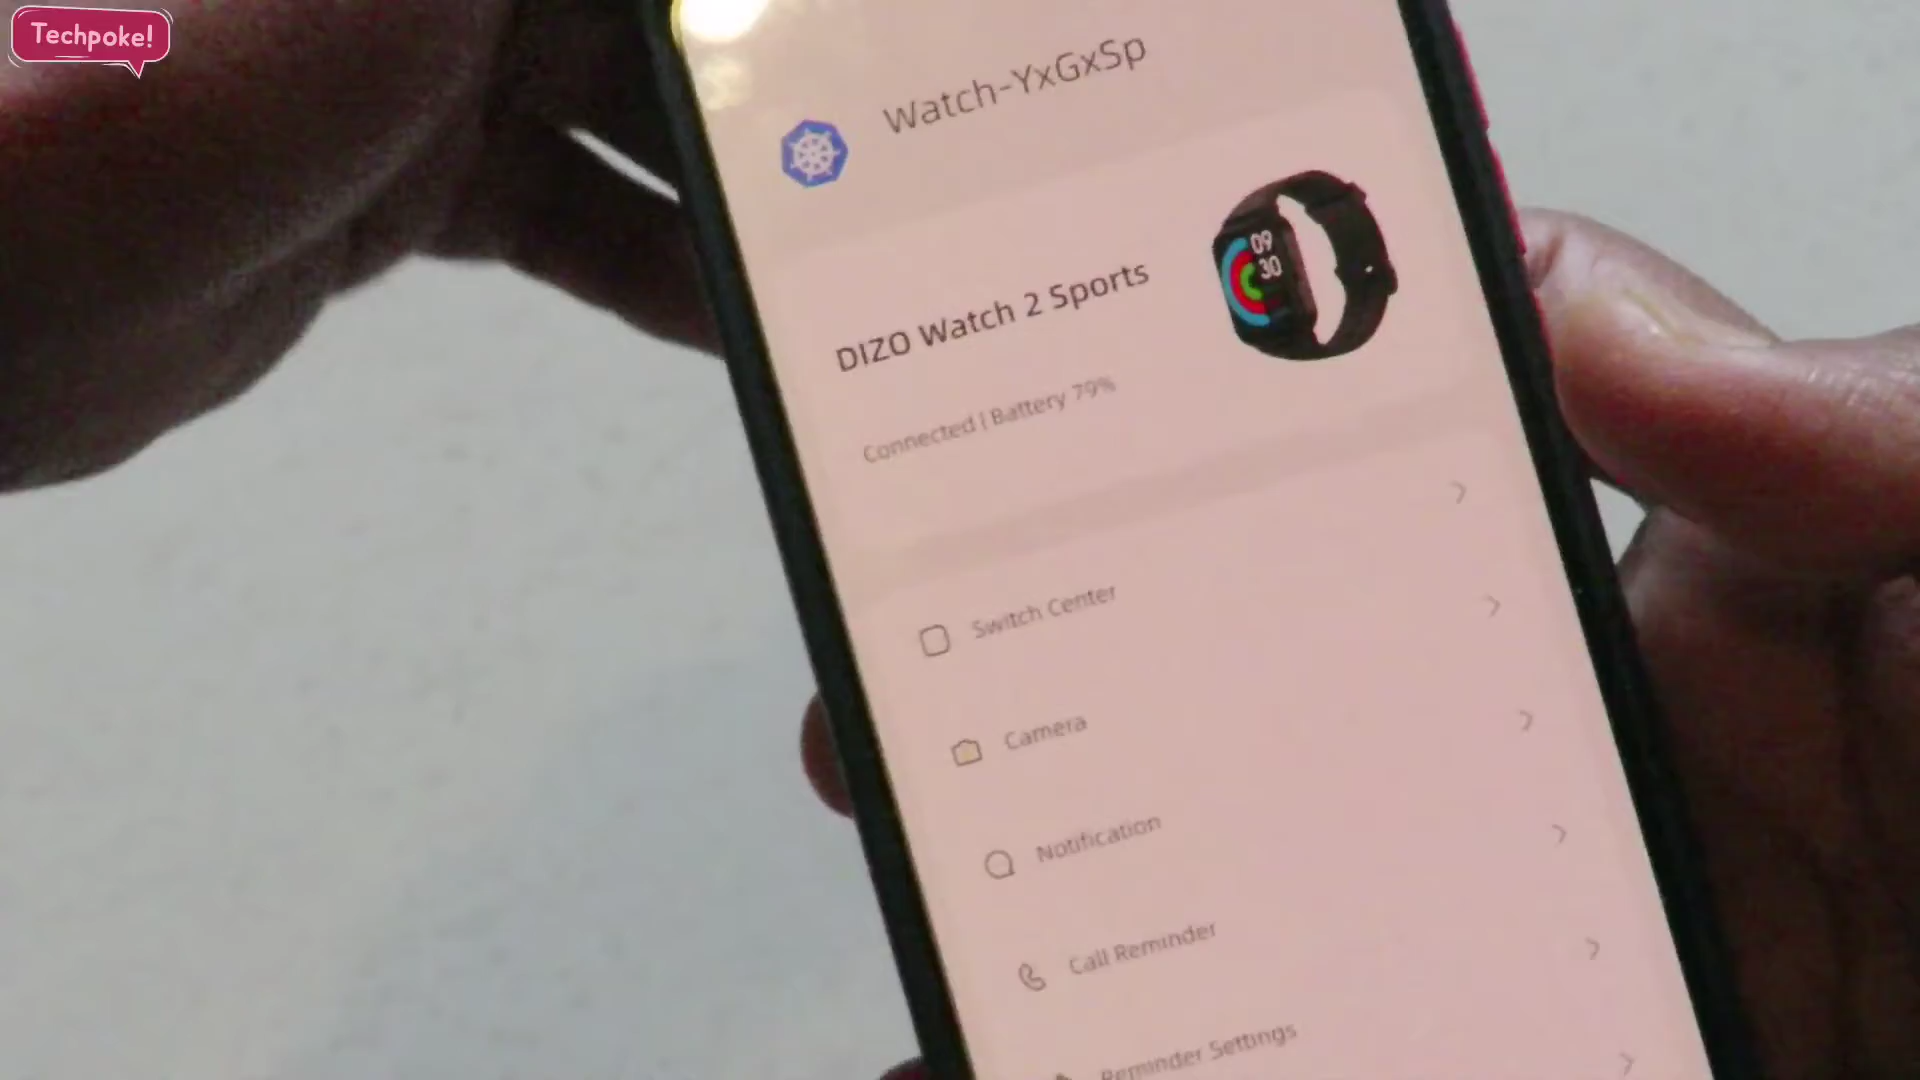 Techpoke!
Watch-YxGxSp
DIZO Watch 2 Sports
09
30
Connected | Battery 79%
Switch Center
Camera
Notification
Call Reminder
Reminder Settings